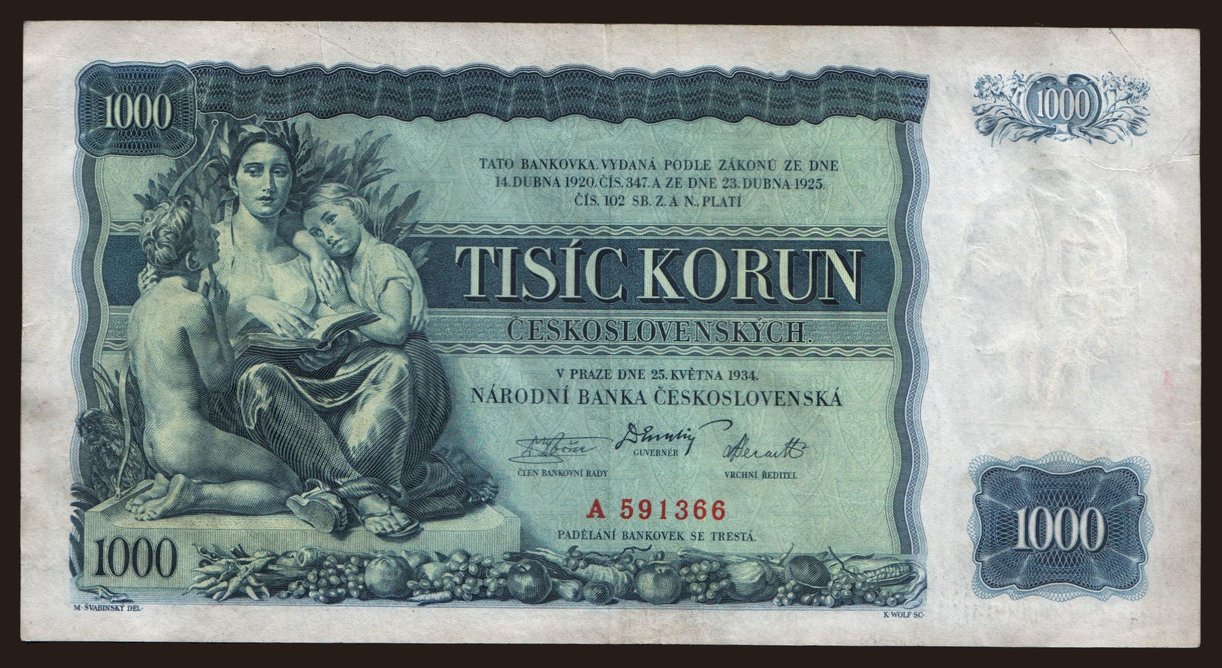 1000
1000
TATO BANKOVKA, VYDANÁ PODLE ZÁKONŮ ZE DNE
14. DUBNA 1920, ČÍS. 347. A ZE DNE 23. DUBNA 1925.
ČÍS. 102 SB. Z. A N., PLATÍ
TISÍC KORUN
ČESKOSLOVENSKÝCH.
V PRAZE DNE 25. KVĚTNA 1934.
NÁRODNÍ BANKA ČESKOSLOVENSKÁ
ČLEN BANKOVNÍ RADY
GUVERNÉR
VRCHNÍ ŘEDITEL
A 591366
PADĚLÁNÍ BANKOVEK SE TRESTÁ.
1000
1000
M. ŠVABINSKÝ DEL.
K. WOLF SC.